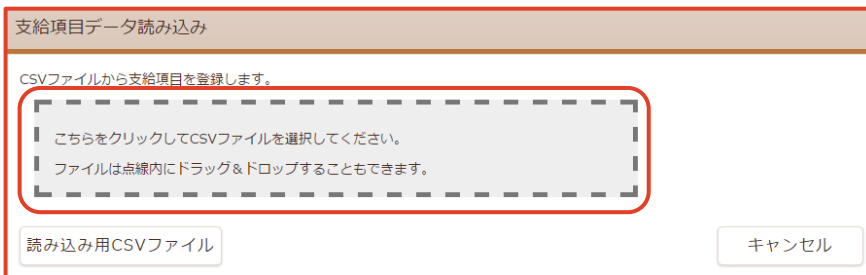 支給項目データ読み込み
CSVファイルから支給項目を登録します。
こちらをクリックしてCSVファイルを選択してください。
ファイルは点線内にドラッグ&ドロップすることもできます。
読み込み用CSVファイル
キャンセル